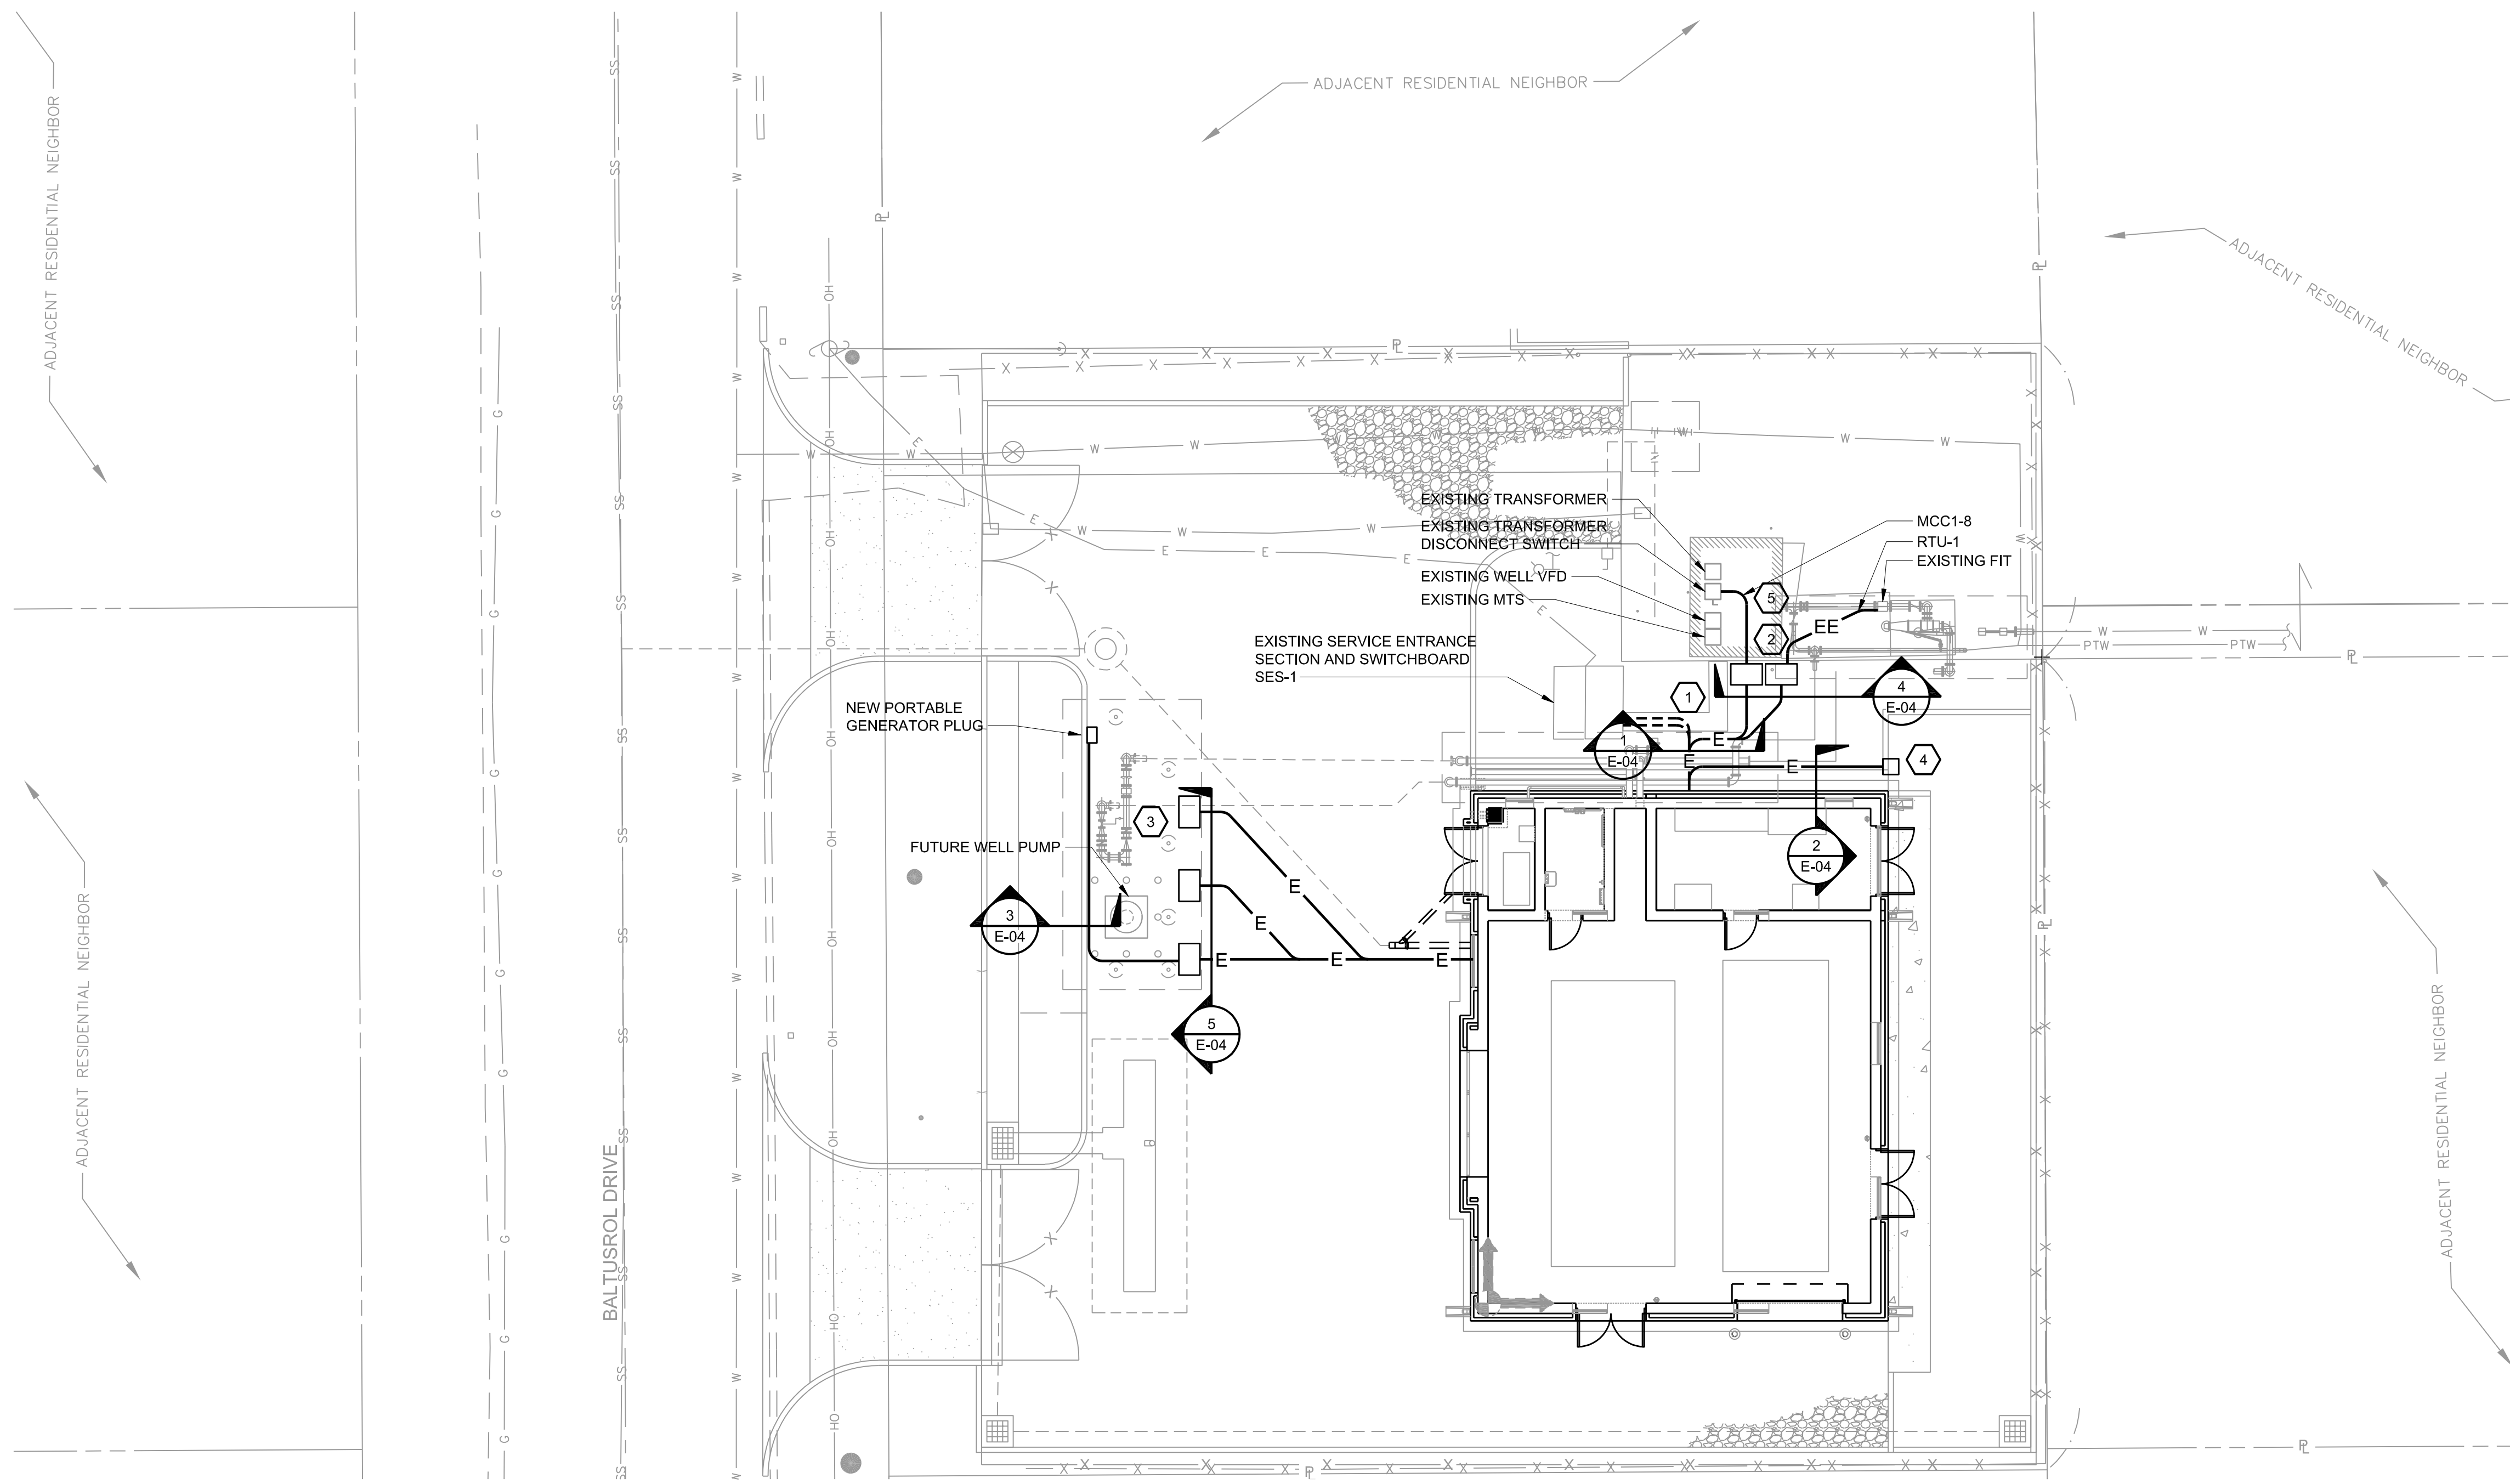 ADJACENT RESIDENTIAL NEIGHBOR
ADJACENT RESIDENTIAL NEIGHBOR
ADJACENT RESIDENTIAL NEIGHBOR
EXISTING TRANSFORMER
EXISTING TRANSFORMER
DISCONNECT SWITCH
EXISTING WELL VFD
EXISTING MTS
EXISTING SERVICE ENTRANCE
SECTION AND SWITCHBOARD
SES-1
MCC1-8
RTU-1
EXISTING FIT
5
2
EE
1
4
E-04
1
E-04
E
E
E
4
2
E-04
NEW PORTABLE
GENERATOR PLUG
3
FUTURE WELL PUMP
3
E-04
E
E
E
E
E
5
E-04
W
W
PTW
PTW
BALTUSROL DRIVE
ADJACENT RESIDENTIAL NEIGHBOR
ADJACENT RESIDENTIAL NEIGHBOR